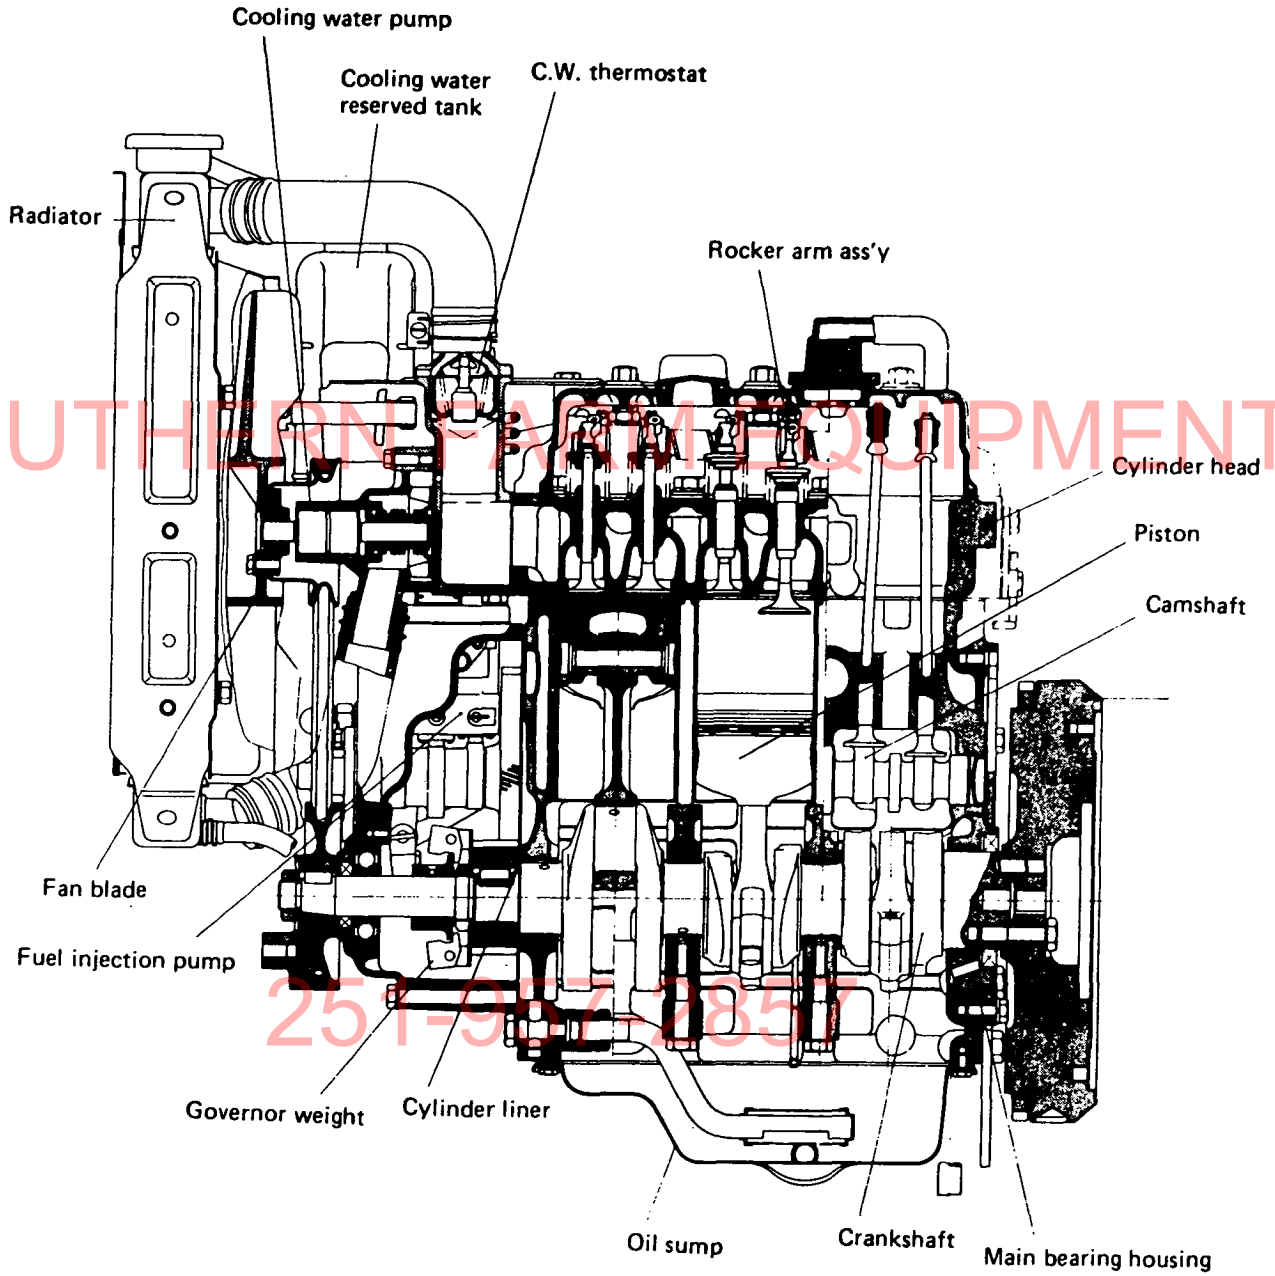 Cooling water pump
Cooling water
reserved tank
C.W. thermostat
Radiator
Rocker arm ass'y
UTHERN FARM EQUIPMENT
Cylinder head
Piston
Camshaft
Fan blade
Fuel injection pump
251-957-2857
Governor weight
Cylinder liner
Oil sump
Crankshaft
Main bearing housing